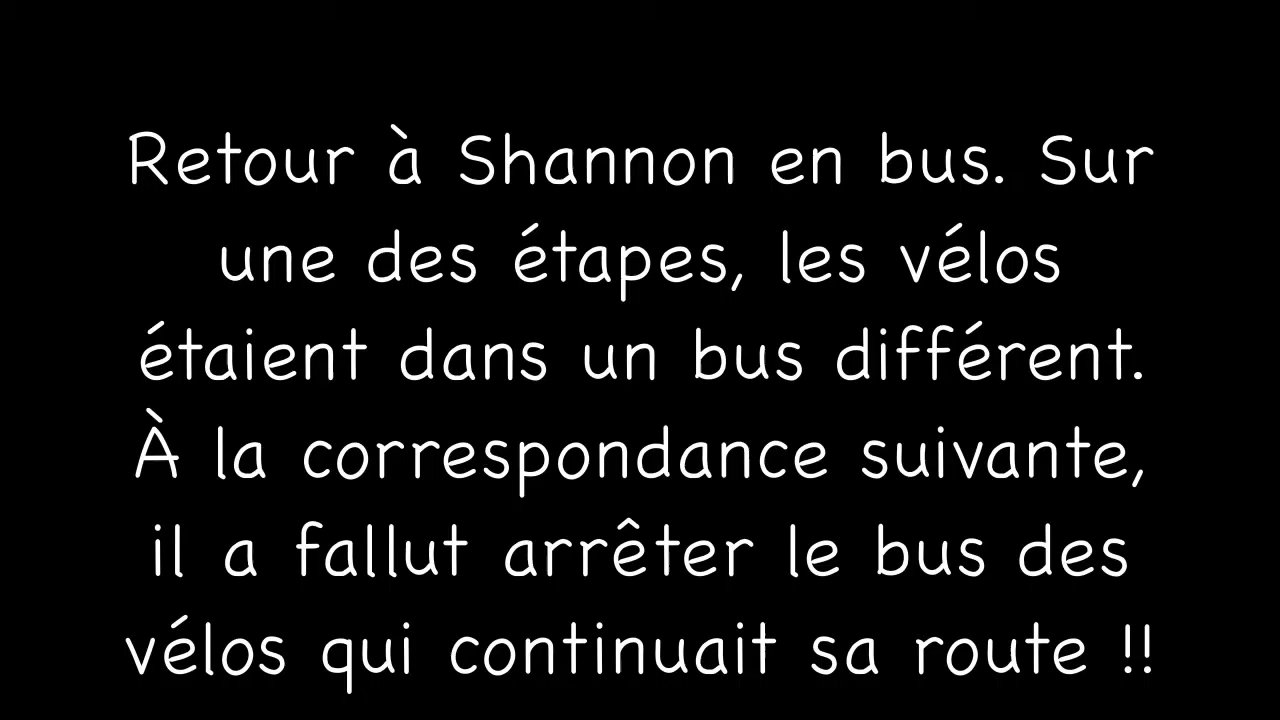 Retour à Shannon en bus. Sur
une des étapes, les vélos
étaient dans un bus différent.
À la correspondance suivante,
il a fallut arrêter le bus des
vélos qui continuait sa route !!